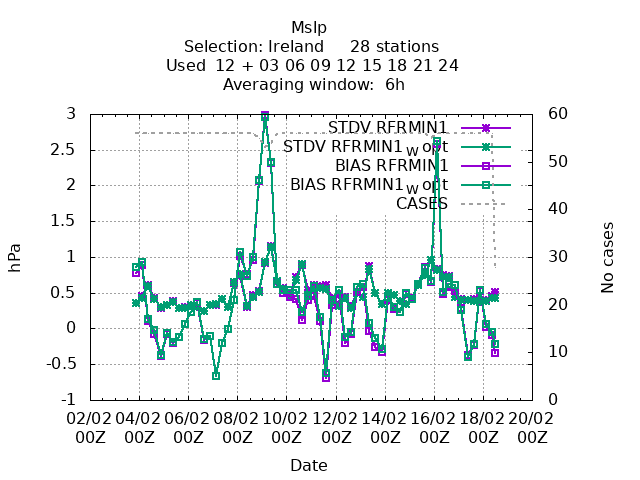 Mslp
Selection: Ireland 28 stations
Used 12 + 03 06 09 12 15 18 21 24
Averaging window: 6h
STDV RFRMIN1
STDV RFRMIN1w opt
BIAS RFRMIN1
BIAS RFRMIN1w opt
CASES
3
2.5
2
1.5
1
0.5
0
-0.5
-1
hPa
60
50
40
30
20
10
0
No cases
02/02 04/02 06/02 08/02 10/02 12/02 14/02 16/02 18/02 20/02
00Z 00Z 00Z 00Z 00Z 00Z 00Z 00Z 00Z 00Z
Date